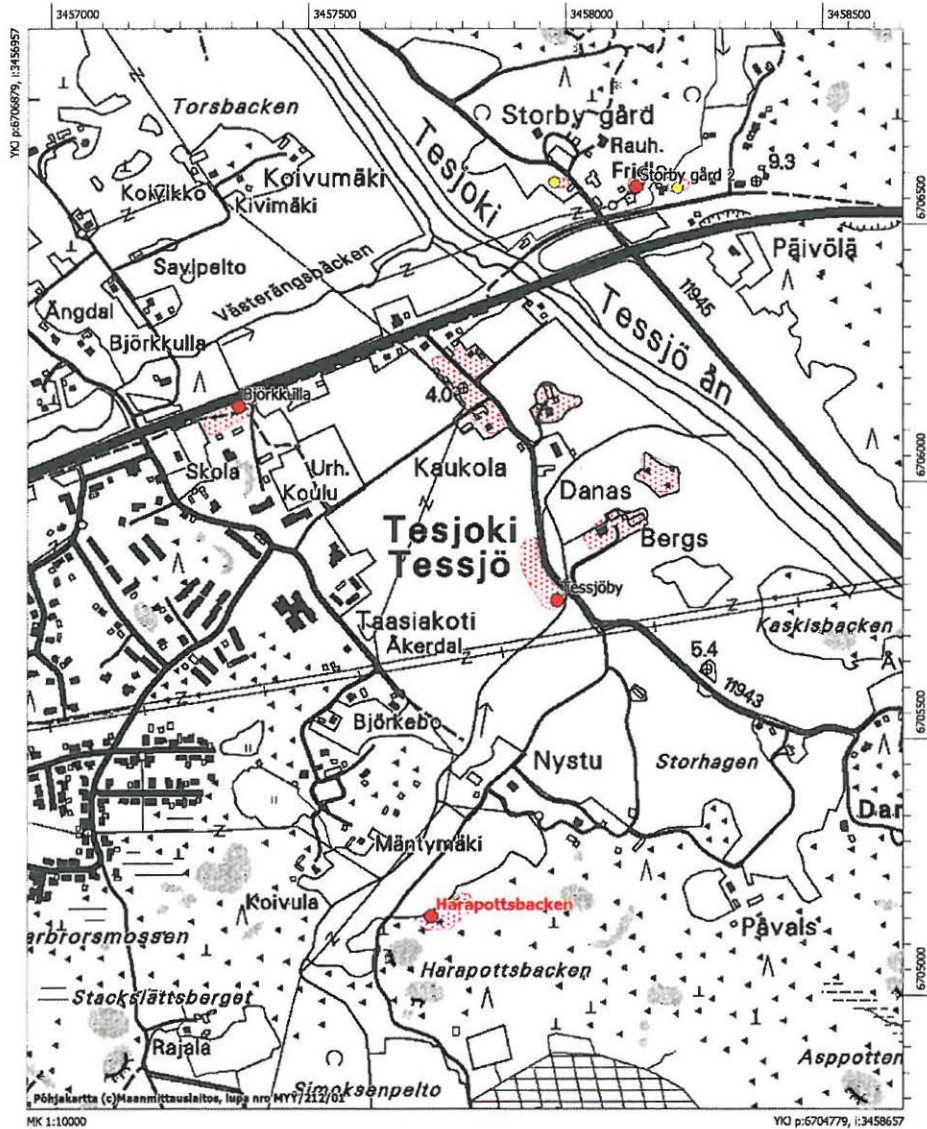 3457000
3457500
3458000
3458500
YKJ p:6706879, i:3456957
Torsbacken
Storby gård
Rauh.
Storby gård 2
9.3
Tesjoki
Koivikko
Koivumäki
Kivimäki
6706500
Savipelto
Västerängsbäcken
Päivölä
Ängdal
Björkkulla
11945
Tessjö ån
Björkkulla
4.0
6706000
Skola
Urh.
Koulu
Kaukola
Danas
Bergs
Tesjoki
Tessjö
Tessjöby
Taasiakoti
Åkerdal
Kaskisbacken
5.4
11943
Björkebo
6705500
Nystu
Storhagen
Mäntymäki
Koivula
Harapottsbacken
Påvals
arbrorsmossen
Harapottsbacken
6705000
Stackslättsberget
Rajala
Asppotten
Simoksenpelto
Pohjakartta (c)Maanmittauslaitos, lupa nro MYY/212/01
MK 1:10000
YKJ p:6704779, i:3458657